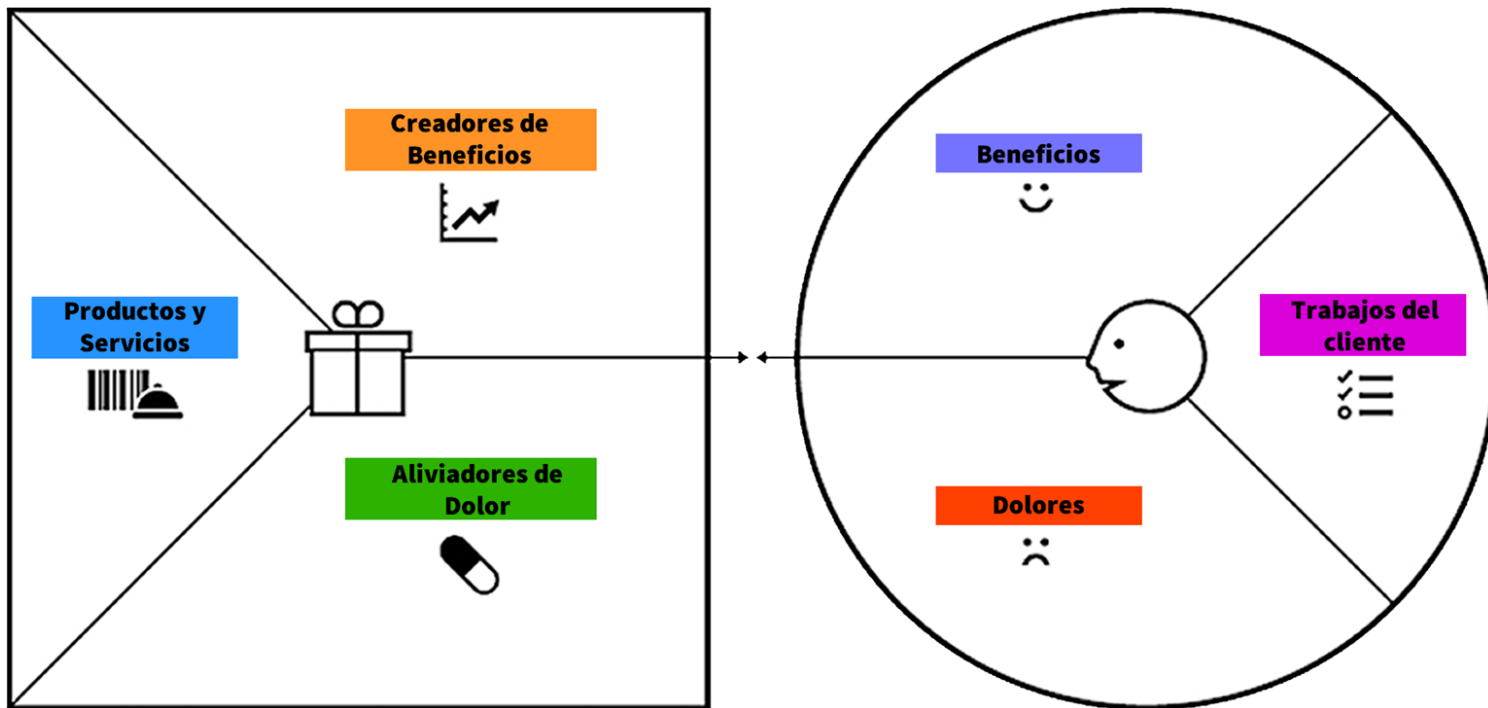 Creadores de
Beneficios
Productos y
Servicios
Aliviadores de
Dolor
Beneficios
Trabajos del
cliente
Dolores